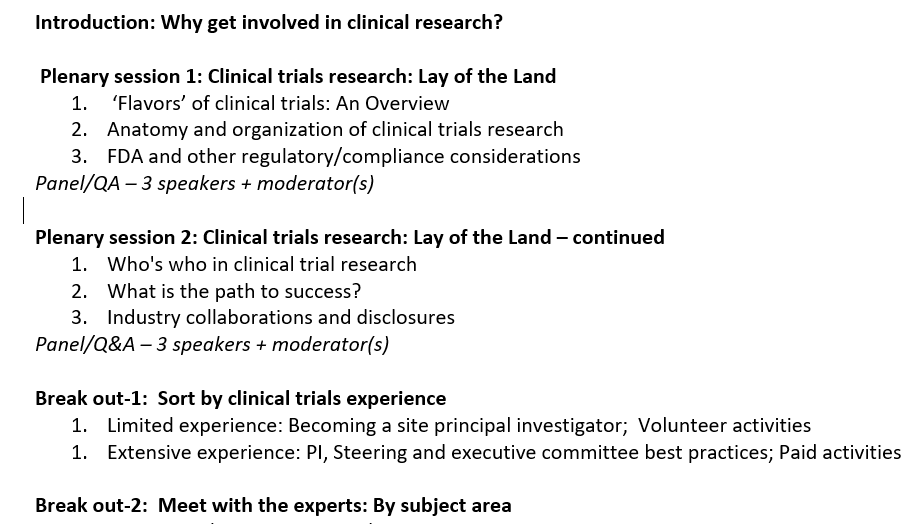 Introduction: Why get involved in clinical research?
Plenary session 1: Clinical trials research: Lay of the Land
1. ‘Flavors’ of clinical trials: An Overview
2. Anatomy and organization of clinical trials research
3. FDA and other regulatory/compliance considerations
Panel/QA – 3 speakers + moderator(s)
Plenary session 2: Clinical trials research: Lay of the Land – continued
1. Who's who in clinical trial research
2. What is the path to success?
3. Industry collaborations and disclosures
Panel/Q&A – 3 speakers + moderator(s)
Break out-1: Sort by clinical trials experience
1. Limited experience: Becoming a site principal investigator; Volunteer activities
1. Extensive experience: PI, Steering and executive committee best practices; Paid activities
Break out-2: Meet with the experts: By subject area